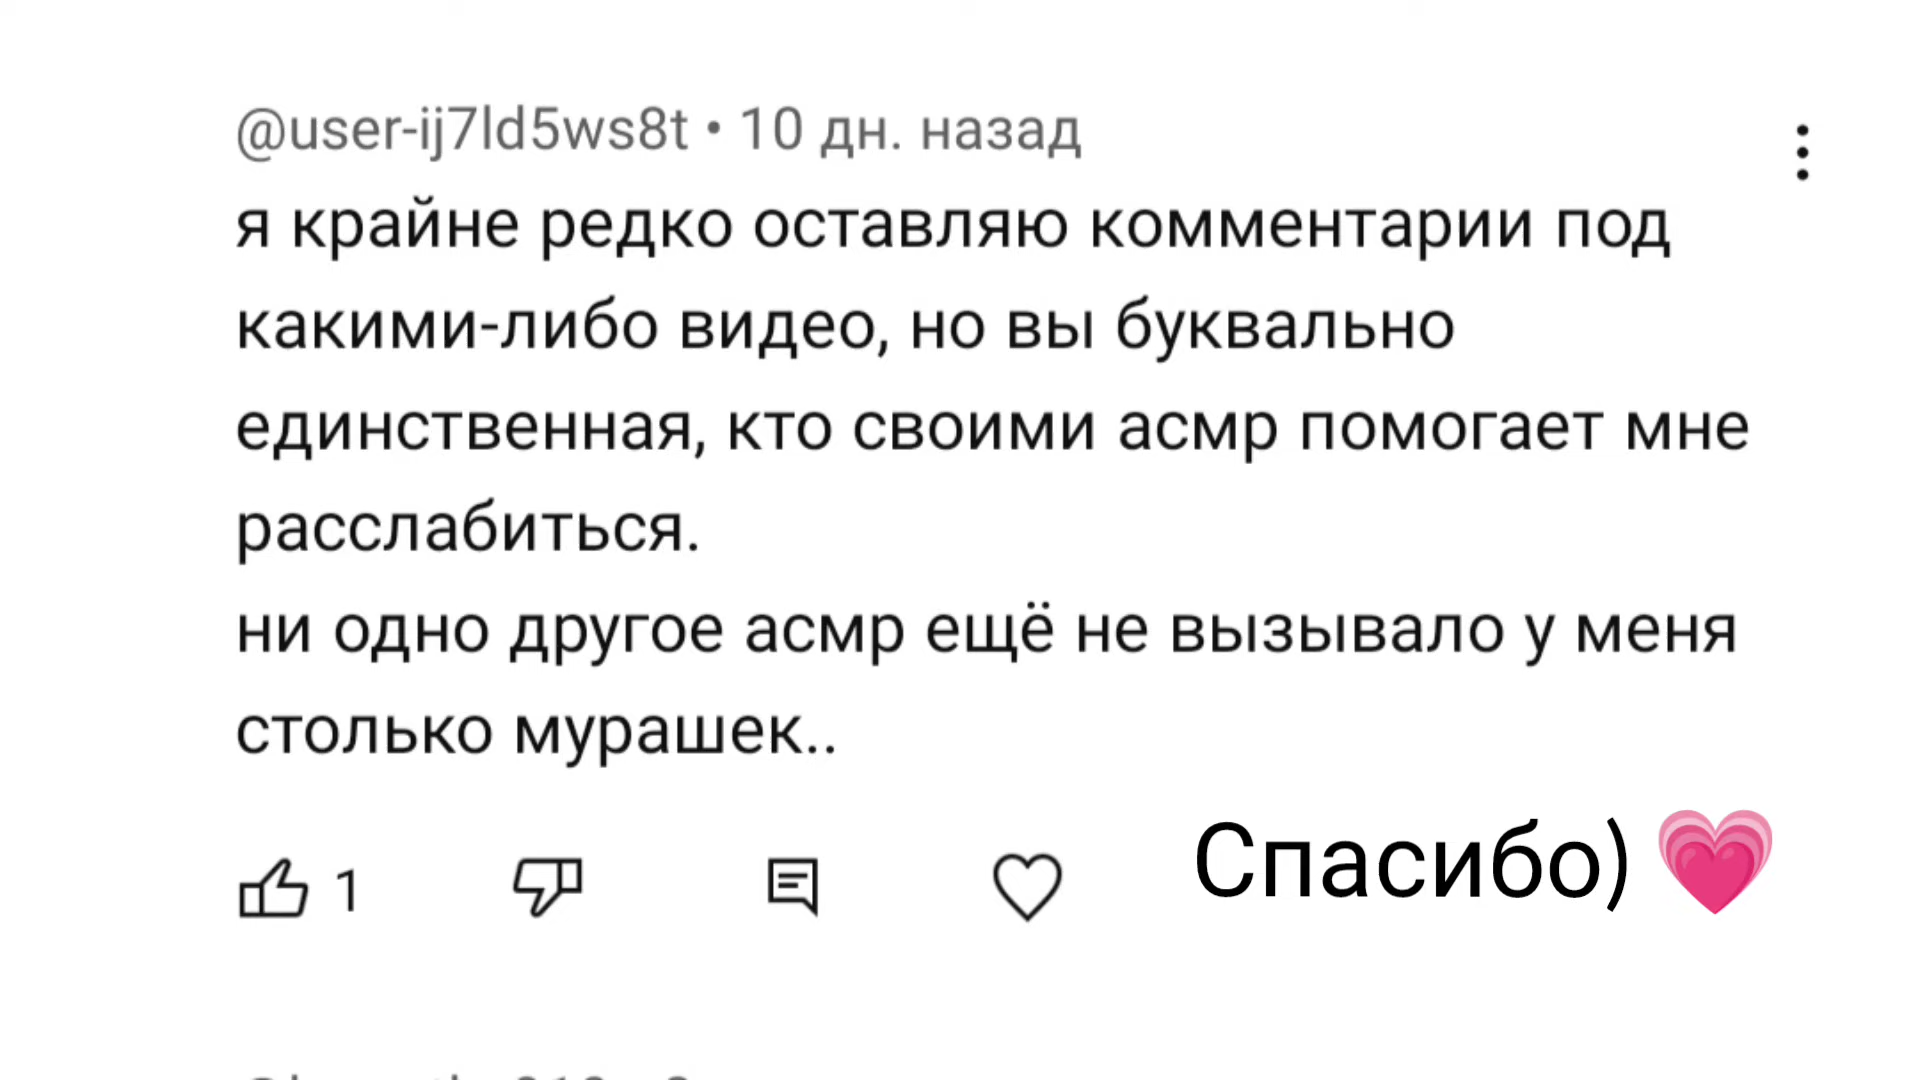 @user-ij7ld5ws8t • 10 дн. назад
я крайне редко оставляю комментарии под
какими-либо видео, но вы буквально
единственная, кто своими асмр помогает мне
расслабиться.
ни одно другое асмр ещё не вызывало у меня
столько мурашек..
1
Спасибо) 💗